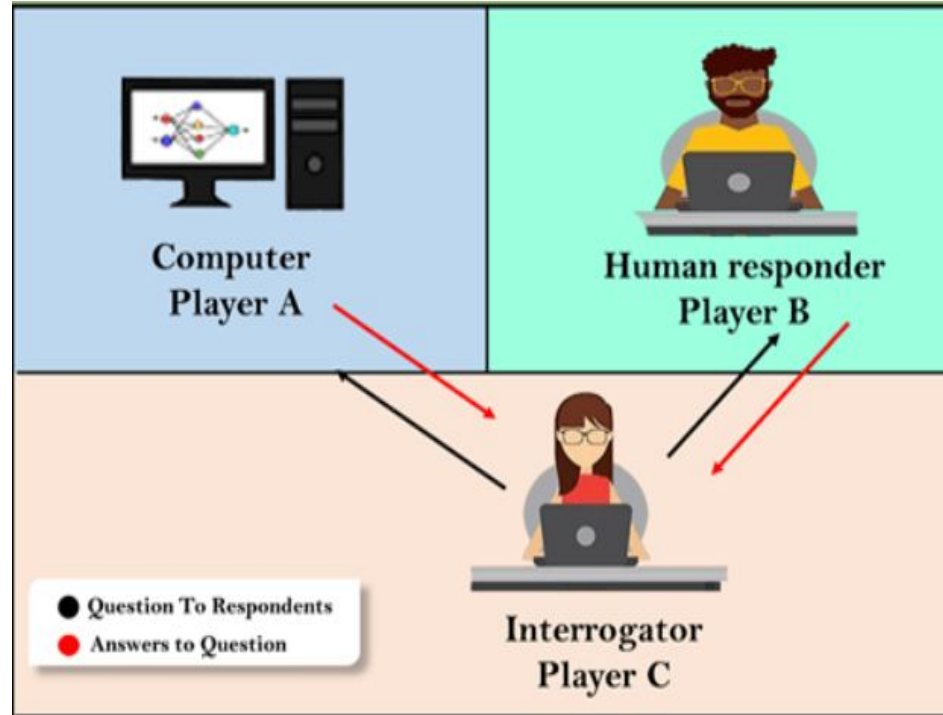 Computer
Player A
Human responder
Player B
Question To Respondents
Answers to Question
Interrogator
Player C